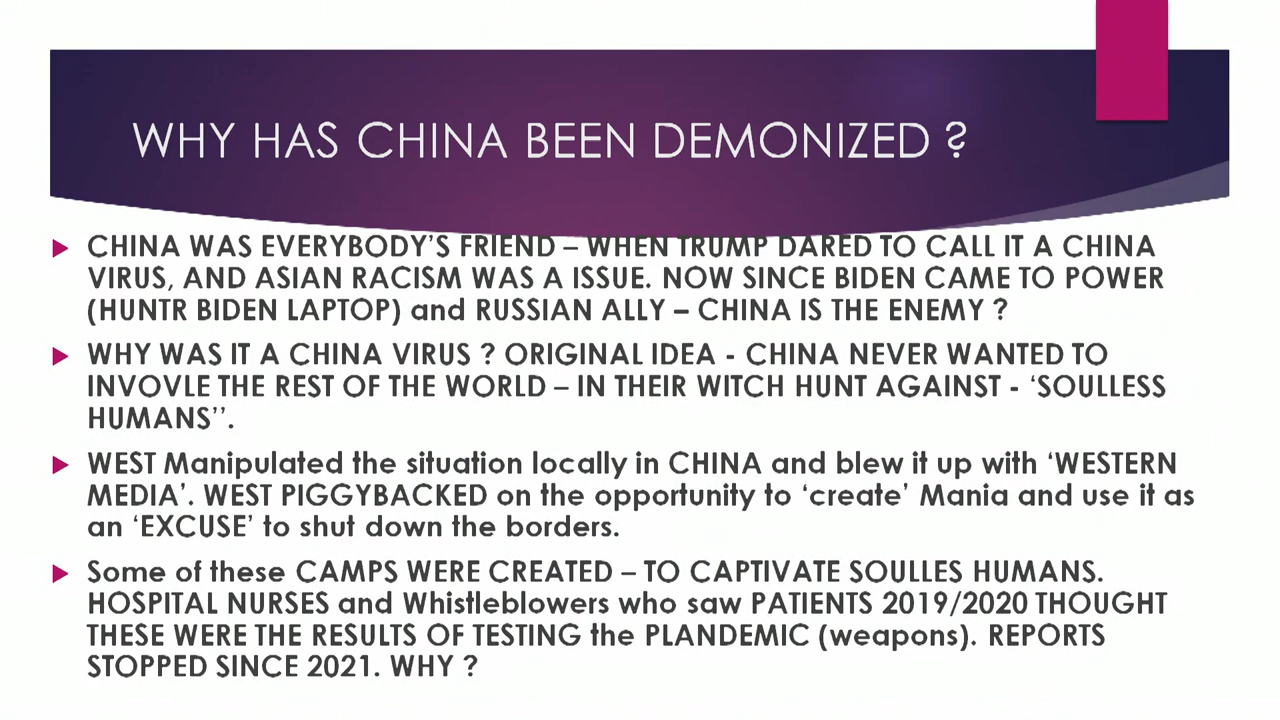 WHY HAS CHINA BEEN DEMONIZED ?
CHINA WAS EVERYBODY'S FRIEND – WHEN TRUMP DARED TO CALL IT A CHINA
VIRUS, AND ASIAN RACISM WAS A ISSUE. NOW SINCE BIDEN CAME TO POWER
(HUNTR BIDEN LAPTOP) and RUSSIAN ALLY – CHINA IS THE ENEMY ?
WHY WAS IT A CHINA VIRUS ? ORIGINAL IDEA - CHINA NEVER WANTED TO
INVOVLE THE REST OF THE WORLD – IN THEIR WITCH HUNT AGAINST - 'SOULLESS
HUMANS''.
WEST Manipulated the situation locally in CHINA and blew it up with 'WESTERN
MEDIA'. WEST PIGGYBACKED on the opportunity to 'create' Mania and use it as
an 'EXCUSE' to shut down the borders.
Some of these CAMPS WERE CREATED – TO CAPTIVATE SOULLES HUMANS.
HOSPITAL NURSES and Whistleblowers who saw PATIENTS 2019/2020 THOUGHT
THESE WERE THE RESULTS OF TESTING the PLANDEMIC (weapons). REPORTS
STOPPED SINCE 2021. WHY ?